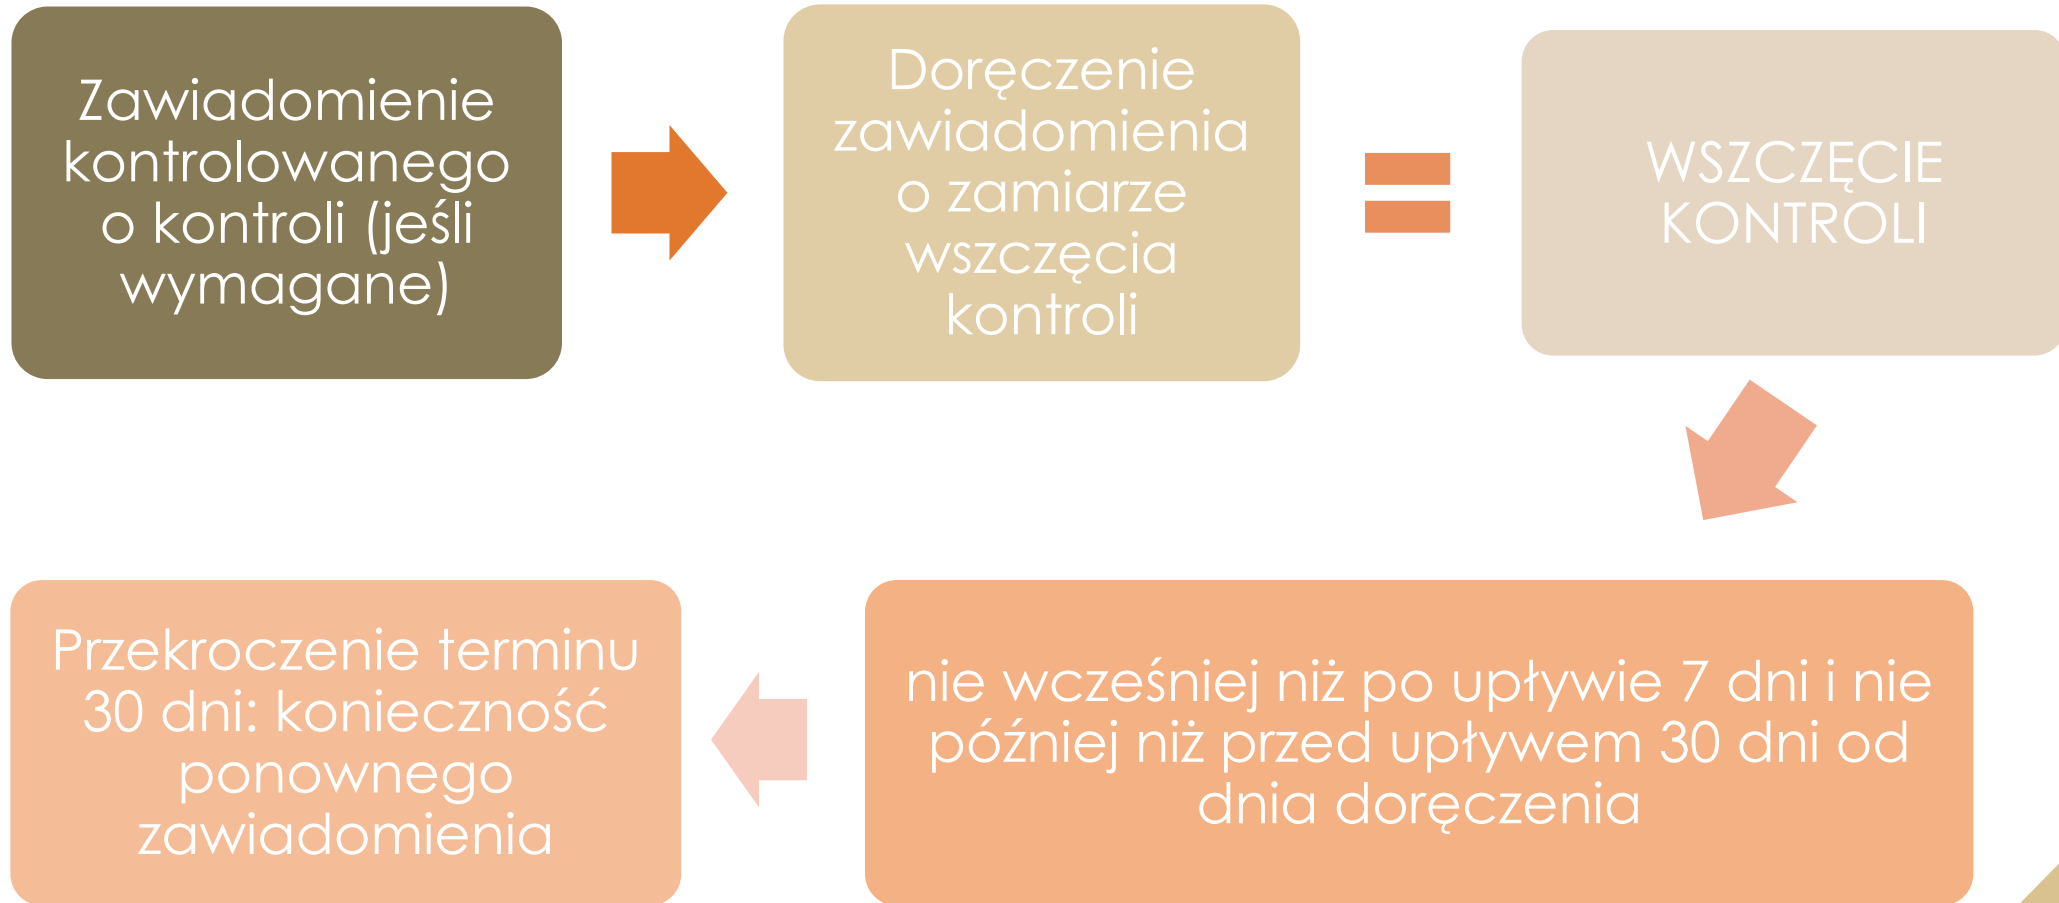 Zawiadomienie
kontrolowanego
o kontroli (jeśli
wymagane)
Doręczenie
zawiadomienia
o zamiarze
wszczęcia
kontroli
WSZCZĘCIE
KONTROLI
nie wcześniej niż po upływie 7 dni i nie
później niż przed upływem 30 dni od
dnia doręczenia
Przekroczenie terminu
30 dni: konieczność
ponownego
zawiadomienia